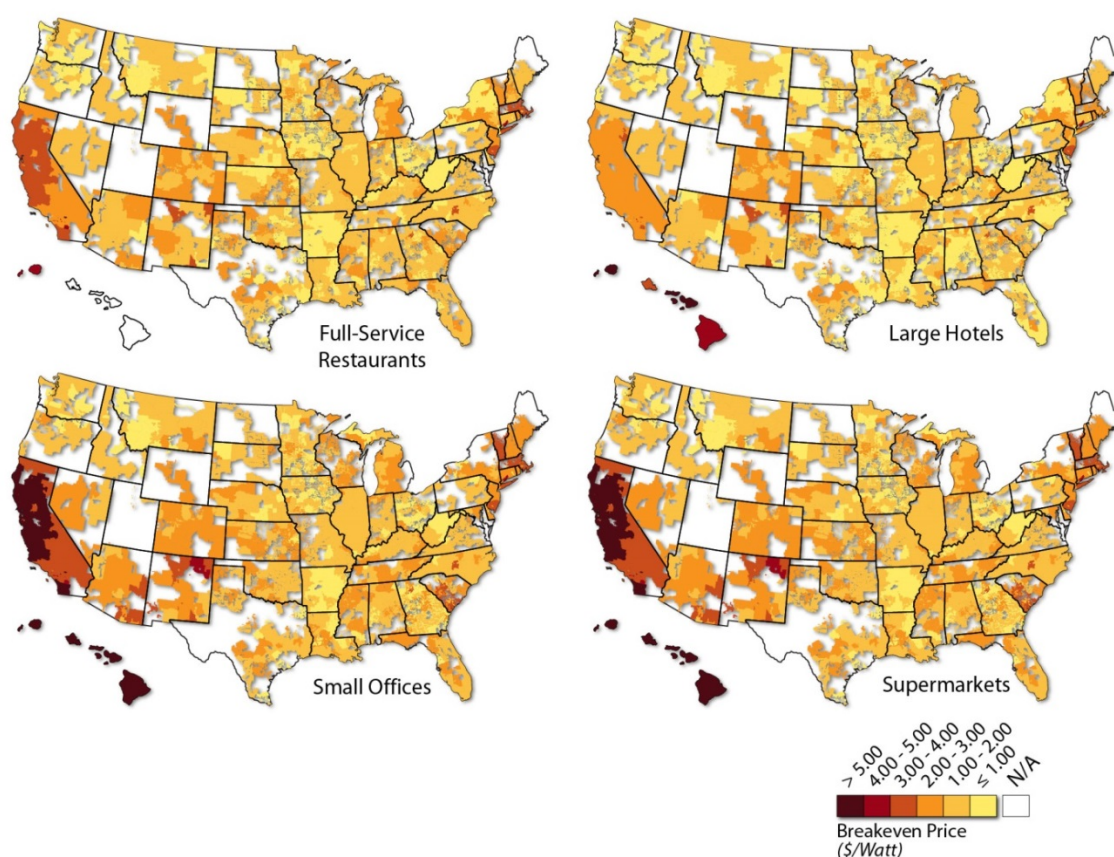 Full-Service
Restaurants
Large Hotels
Small Offices
Supermarkets
> 5.00
4.00 - 5.00
3.00 - 4.00
2.00 - 3.00
1.00 - 2.00
≤ 1.00
N/A
Breakeven Price
($/Watt)